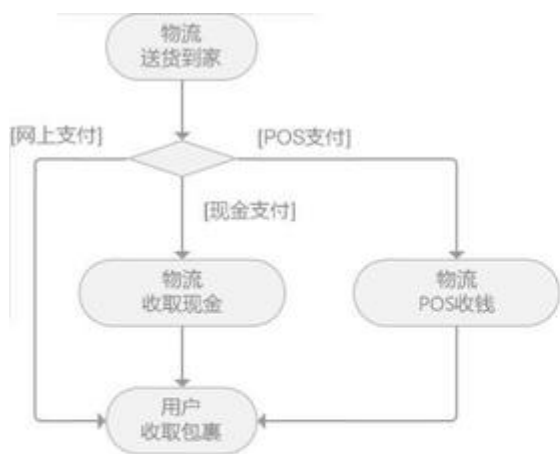 物流
送货到家
[网上支付]
[POS支付]
[现金支付]
物流
收取现金
物流
POS收钱
用户
收取包裹